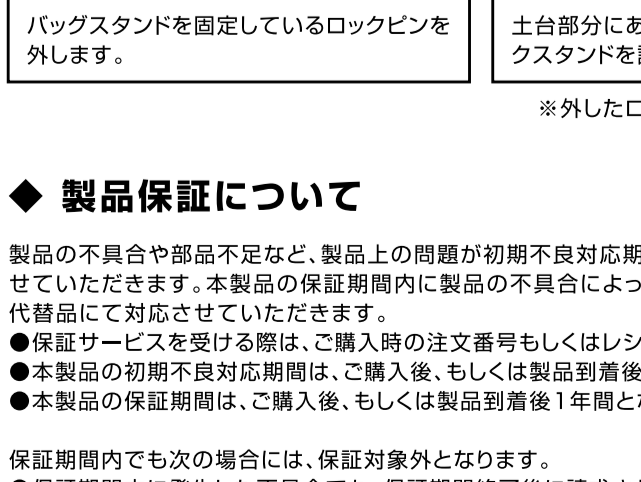 バッグスタンドを固定しているロックピンを
外します。
土台部分にあ
クスタンドを
※外したロ
◆ 製品保証について
製品の不具合や部品不足など、製品上の問題が初期不良対応期
せていただきます。本製品の保証期間内に製品の不具合によっ
代替品にて対応させていただきます。
●保証サービスを受ける際は、ご購入時の注文番号もしくはレシ
●本製品の初期不良対応期間は、ご購入後、もしくは製品到着後
●本製品の保証期間は、ご購入後、もしくは製品到着後1年間とな
保証期間内でも次の場合には、保証対象外となります。